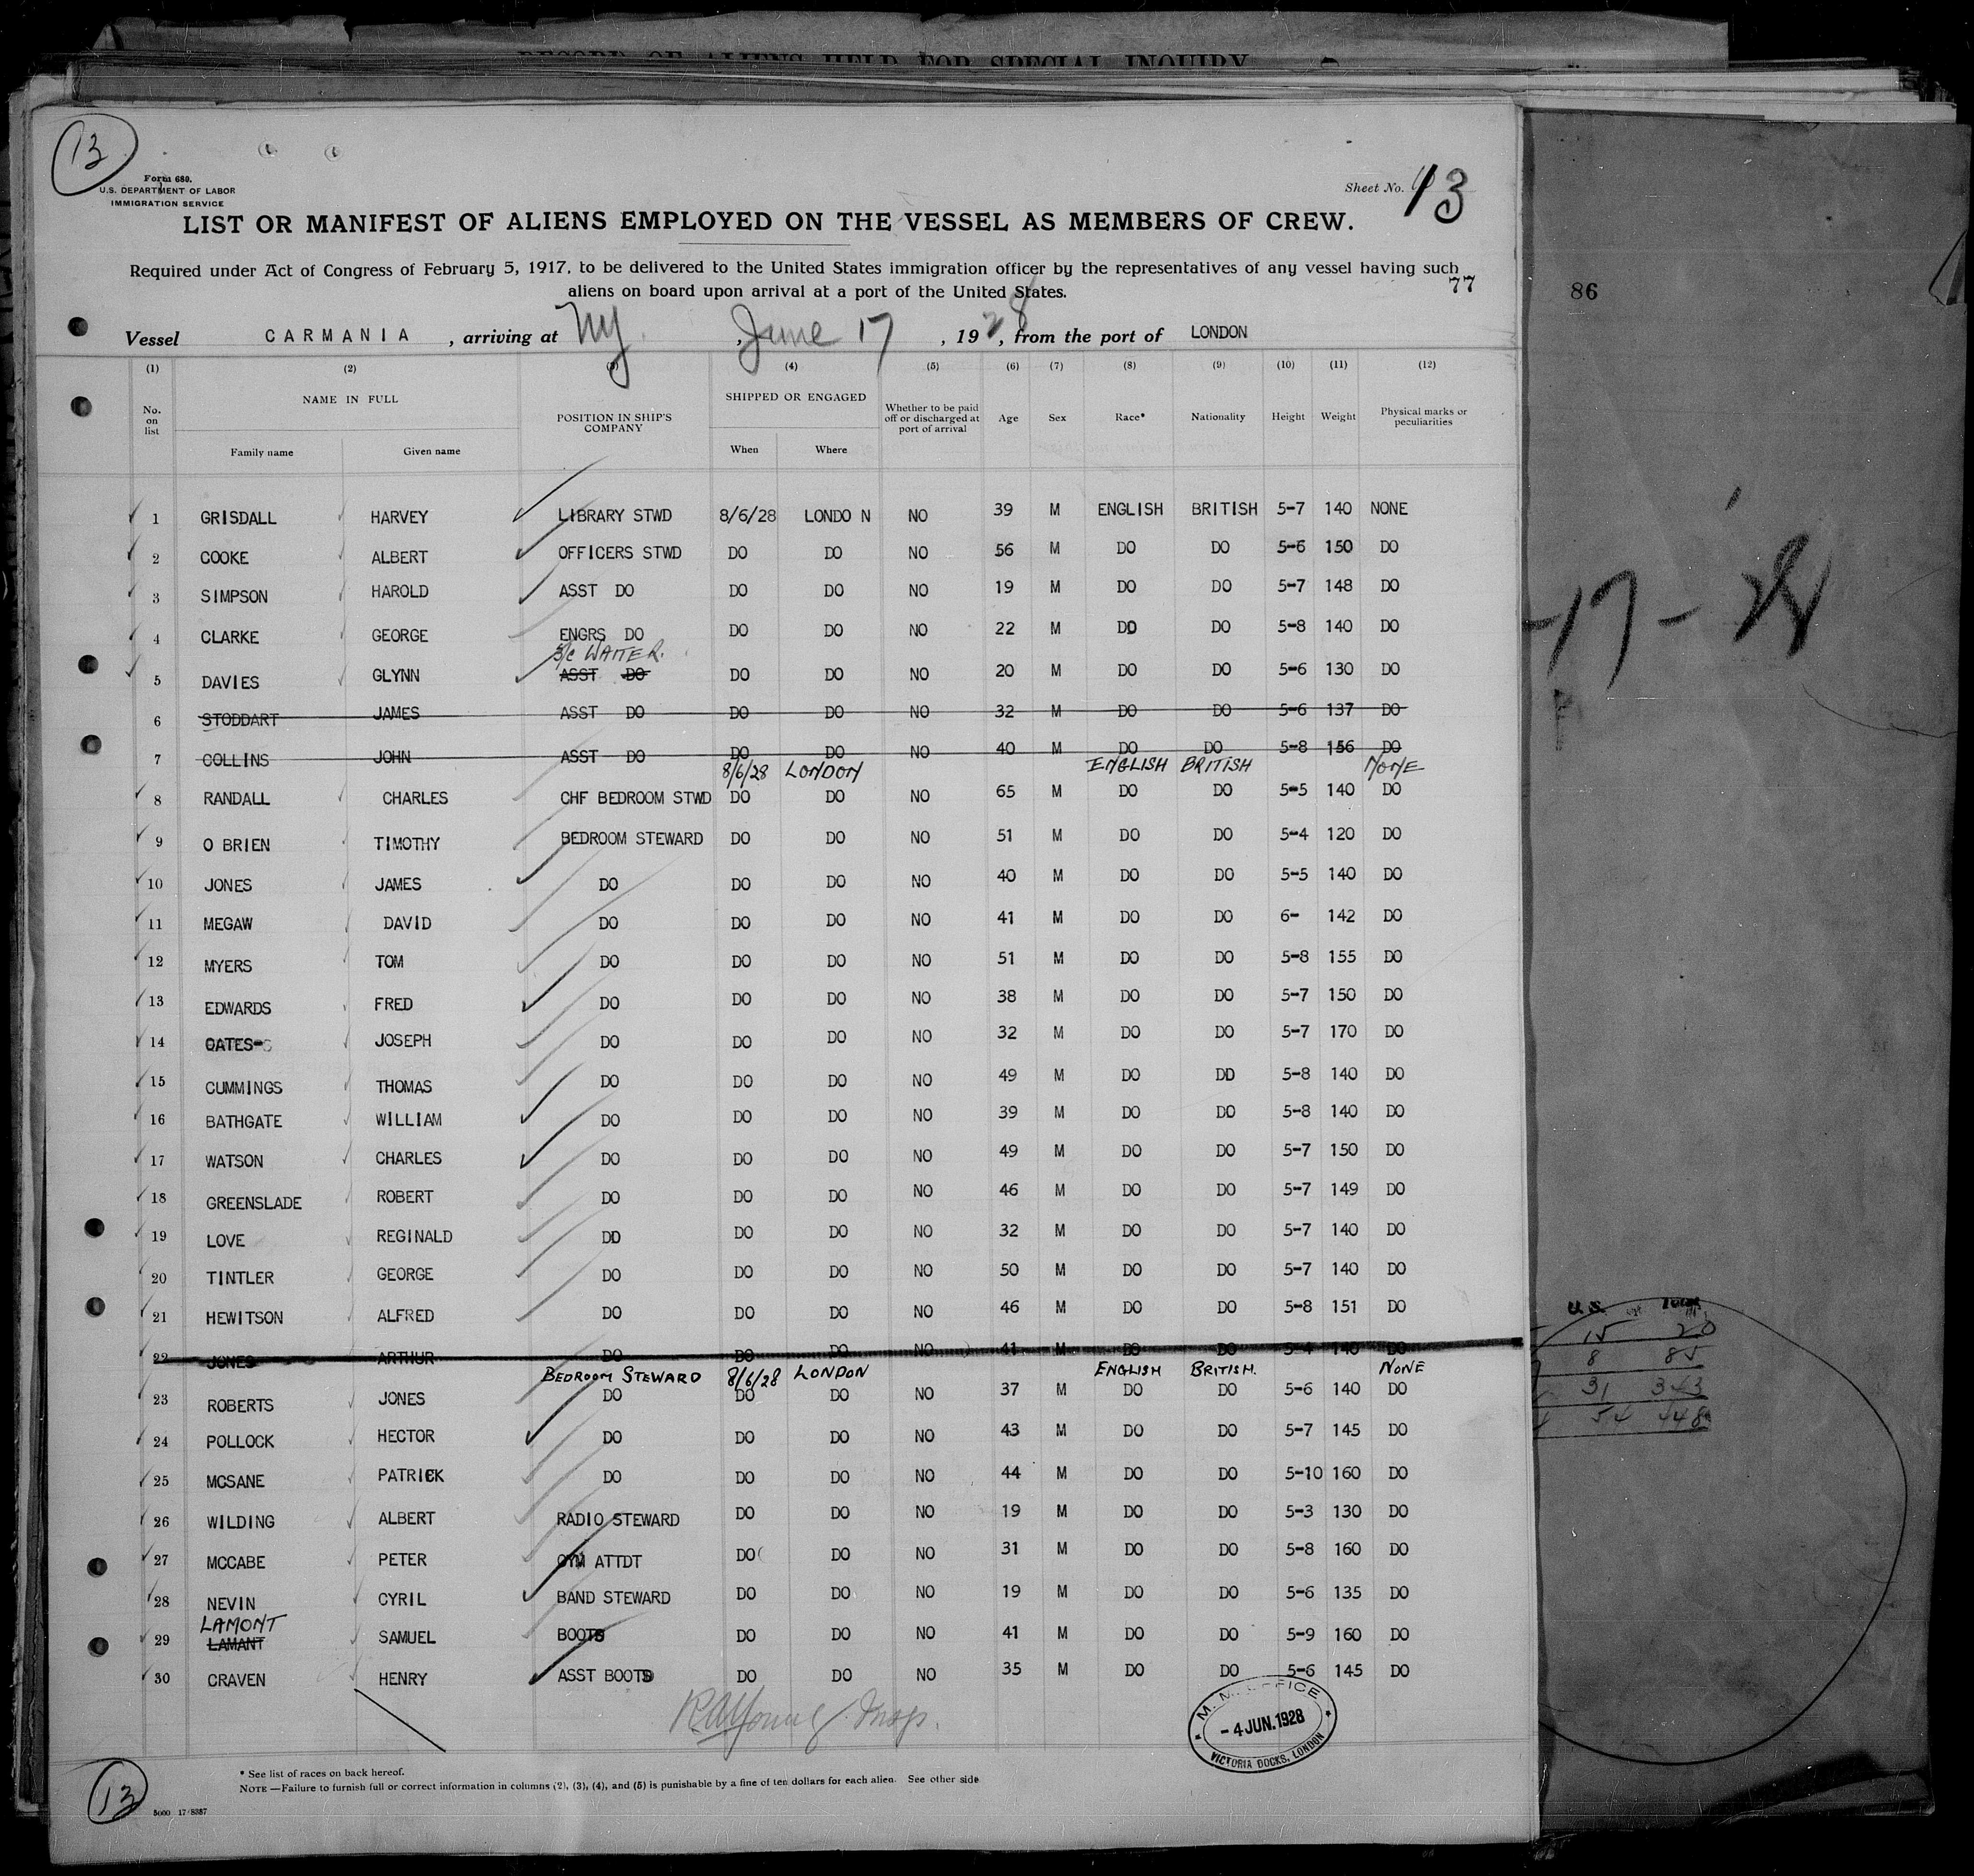 RECORD OF ALIENS HELD FOR SPECIAL INQUIRY
13
Form 680.
U.S. DEPARTMENT OF LABOR
IMMIGRATION SERVICE
Sheet No. 13
LIST OR MANIFEST OF ALIENS EMPLOYED ON THE VESSEL AS MEMBERS OF CREW.
Required under Act of Congress of February 5, 1917, to be delivered to the United States immigration officer by the representatives of any vessel having such
aliens on board upon arrival at a port of the United States.
77
86
Vessel CARMANIA , arriving at NY , June 17 , 1928, from the port of LONDON
(1) (2) (3) (4) (5) (6) (7) (8) (9) (10) (11) (12)
No. on list NAME IN FULL POSITION IN SHIP'S COMPANY SHIPPED OR ENGAGED Whether to be paid off or discharged at port of arrival Age Sex Race* Nationality Height Weight Physical marks or peculiarities
Family name Given name When Where
1 GRISDALL HARVEY LIBRARY STWD 8/6/28 LONDO N NO 39 M ENGLISH BRITISH 5-7 140 NONE
2 COOKE ALBERT OFFICERS STWD DO DO NO 56 M DO DO 5-6 150 DO
3 SIMPSON HAROLD ASST DO DO DO NO 19 M DO DO 5-7 148 DO
4 CLARKE GEORGE ENGRS DO DO DO NO 22 M DO DO 5-8 140 DO
WAITER.
5 DAVIES GLYNN ASST DO DO DO NO 20 M DO DO 5-6 130 DO
6 STODDART JAMES ASST DO DO DO NO 32 M DO DO 5-6 137 DO
7 COLLINS JOHN ASST DO DO DO NO 40 M DO DO 5-8 156 DO
8/6/28 LONDON ENGLISH BRITISH NONE
8 RANDALL CHARLES CHF BEDROOM STWD DO DO NO 65 M DO DO 5-5 140 DO
9 O BRIEN TIMOTHY BEDROOM STEWARD DO DO NO 51 M DO DO 5-4 120 DO
10 JONES JAMES DO DO DO NO 40 M DO DO 5-5 140 DO
11 MEGAW DAVID DO DO DO NO 41 M DO DO 6- 142 DO
12 MYERS TOM DO DO DO NO 51 M DO DO 5-8 155 DO
13 EDWARDS FRED DO DO DO NO 38 M DO DO 5-7 150 DO
14 OATES JOSEPH DO DO DO NO 32 M DO DO 5-7 170 DO
15 CUMMINGS THOMAS DO DO DO NO 49 M DO DO 5-8 140 DO
16 BATHGATE WILLIAM DO DO DO NO 39 M DO DO 5-8 140 DO
17 WATSON CHARLES DO DO DO NO 49 M DO DO 5-7 150 DO
18 GREENSLADE ROBERT DO DO DO NO 46 M DO DO 5-7 149 DO
19 LOVE REGINALD DO DO DO NO 32 M DO DO 5-7 140 DO
20 TINTLER GEORGE DO DO DO NO 50 M DO DO 5-7 140 DO
21 HEWITSON ALFRED DO DO DO NO 46 M DO DO 5-8 151 DO
22 JONES ARTHUR DO DO DO NO 41 M DO DO 5-4 140 DO
BEDROOM STEWARD 8/6/28 LONDON ENGLISH BRITISH. NONE
23 ROBERTS JONES DO DO DO NO 37 M DO DO 5-6 140 DO
24 POLLOCK HECTOR DO DO DO NO 43 M DO DO 5-7 145 DO
25 MCSANE PATRICK DO DO DO NO 44 M DO DO 5-10 160 DO
26 WILDING ALBERT RADIO STEWARD DO DO NO 19 M DO DO 5-3 130 DO
27 MCCABE PETER GYM ATTDT DO DO NO 31 M DO DO 5-8 160 DO
28 NEVIN CYRIL BAND STEWARD DO DO NO 19 M DO DO 5-6 135 DO
LAMONT
29 LAMANT SAMUEL BOOTS DO DO NO 41 M DO DO 5-9 160 DO
30 CRAVEN HENRY ASST BOOTS DO DO NO 35 M DO DO 5-6 145 DO
Insp.
OFFICE
- 4 JUN. 1928
VICTORIA DOCKS, LONDON
* See list of races on back hereof.
NOTE—Failure to furnish full or correct information in columns (2), (3), (4), and (5) is punishable by a fine of ten dollars for each alien. See other side
13
5000 17/8387
-17-28
U.S. Total
15 20
8 85
31 343
54 448